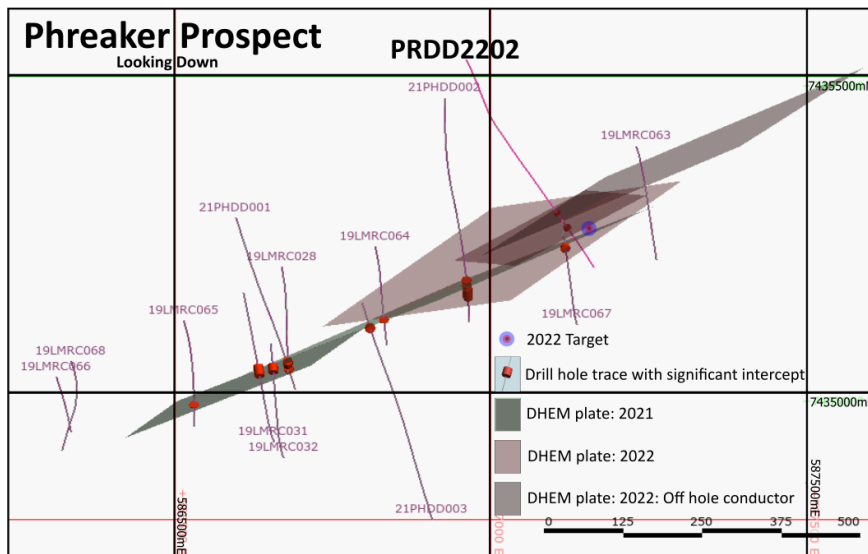 Phreaker Prospect
Looking Down
PRDD2202
21PHDD002
7435500m
19LMRC063
21PHDD001
19LMRC064
19LMRC028
19LMRC065
19LMRC067
2022 Target
19LMRC068
19LMRC066
Drill hole trace with significant intercept
7435000m
DHEM plate: 2021
19LMRC031
19LMRC032
DHEM plate: 2022
DHEM plate: 2022: Off hole conductor
21PHDD003
586500mE
587500mE
0 125 250 375 500